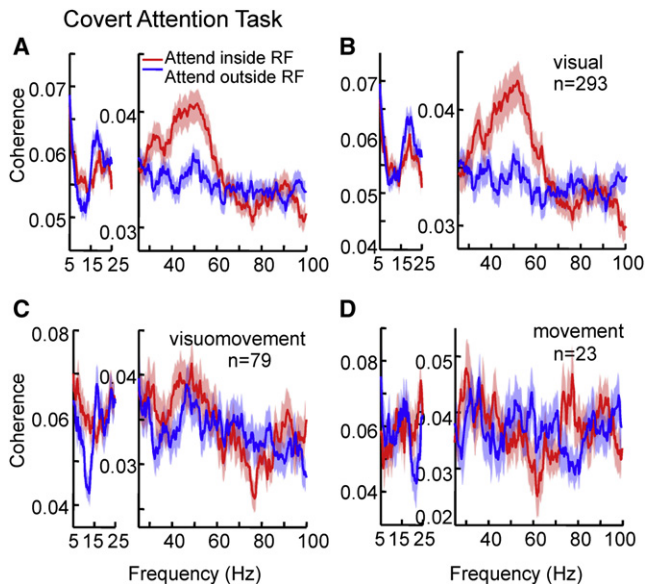 Covert Attention Task
A
Attend inside RF
Attend outside RF
Coherence
0.07
0.06
0.05
0.04
0.03
5 15 25
40 60 80 100
B
visual
n=293
0.07
0.06
0.05
0.04
0.04
0.03
5 15 25
40 60 80 100
C
visuomovement
n=79
Coherence
0.08
0.06
0.04
0.04
0.03
5 15 25
40 60 80 100
Frequency (Hz)
D
movement
n=23
0.08
0.06
0.04
0.05
0.04
0.03
0.02
5 15 25
40 60 80 100
Frequency (Hz)